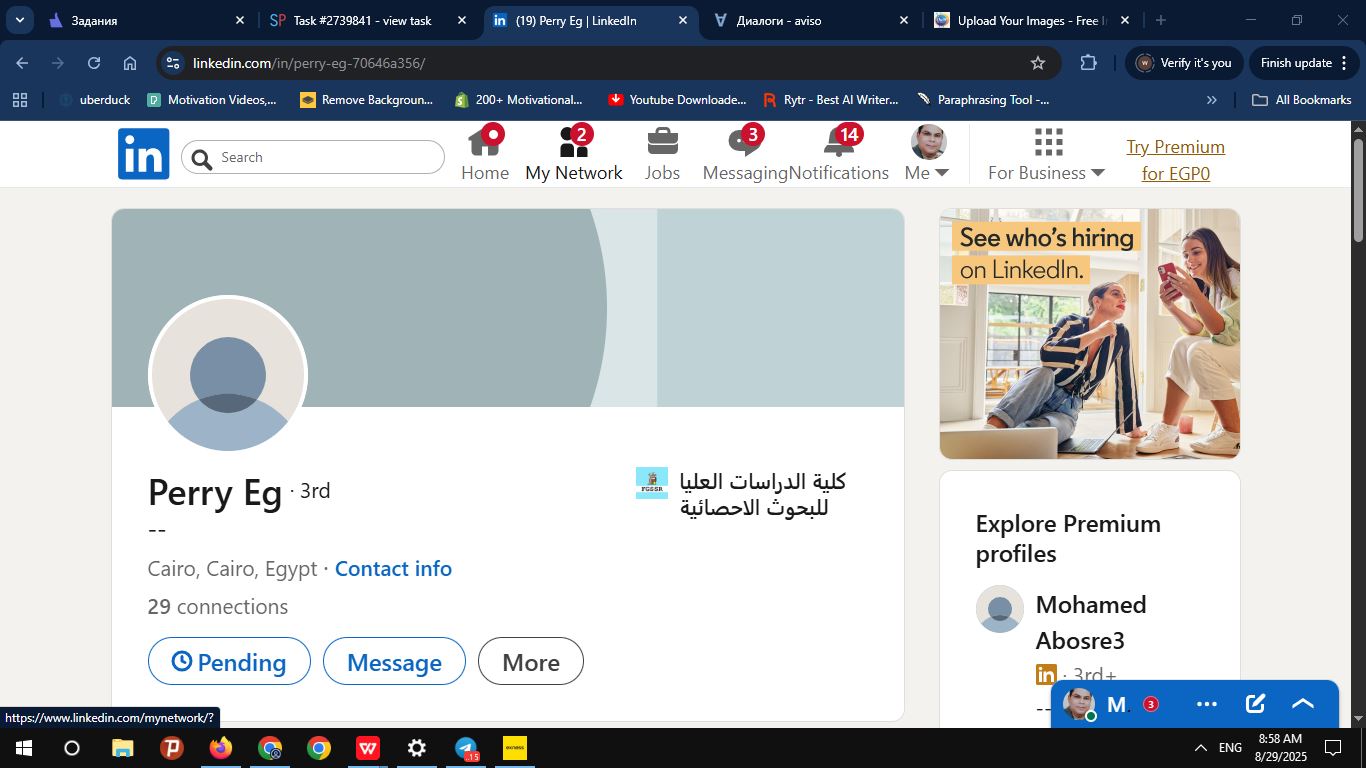 Задания
Task #2739841 - view task
(19) Perry Eg | LinkedIn
Диалоги - aviso
Upload Your Images - Free I
linkedin.com/in/perry-eg-70646a356/
Verify it's you
Finish update
uberduck
Motivation Videos,...
Remove Backgroun...
200+ Motivational...
Youtube Downloade...
Rytr - Best AI Writer...
Paraphrasing Tool -...
All Bookmarks
in
Search
2
3
14
Home
My Network
Jobs
Messaging
Notifications
Me
For Business
Try Premium
for EGP0
See who's hiring
on LinkedIn.
Perry Eg · 3rd
--
FGSSR
كلية الدراسات العليا
للبحوث الاحصائية
Cairo, Cairo, Egypt · Contact info
29 connections
Pending
Message
More
Explore Premium
profiles
Mohamed
Abosre3
in · 3rd+
--
M.
3
https://www.linkedin.com/mynetwork/?
15
exness
ENG
8:58 AM
8/29/2025